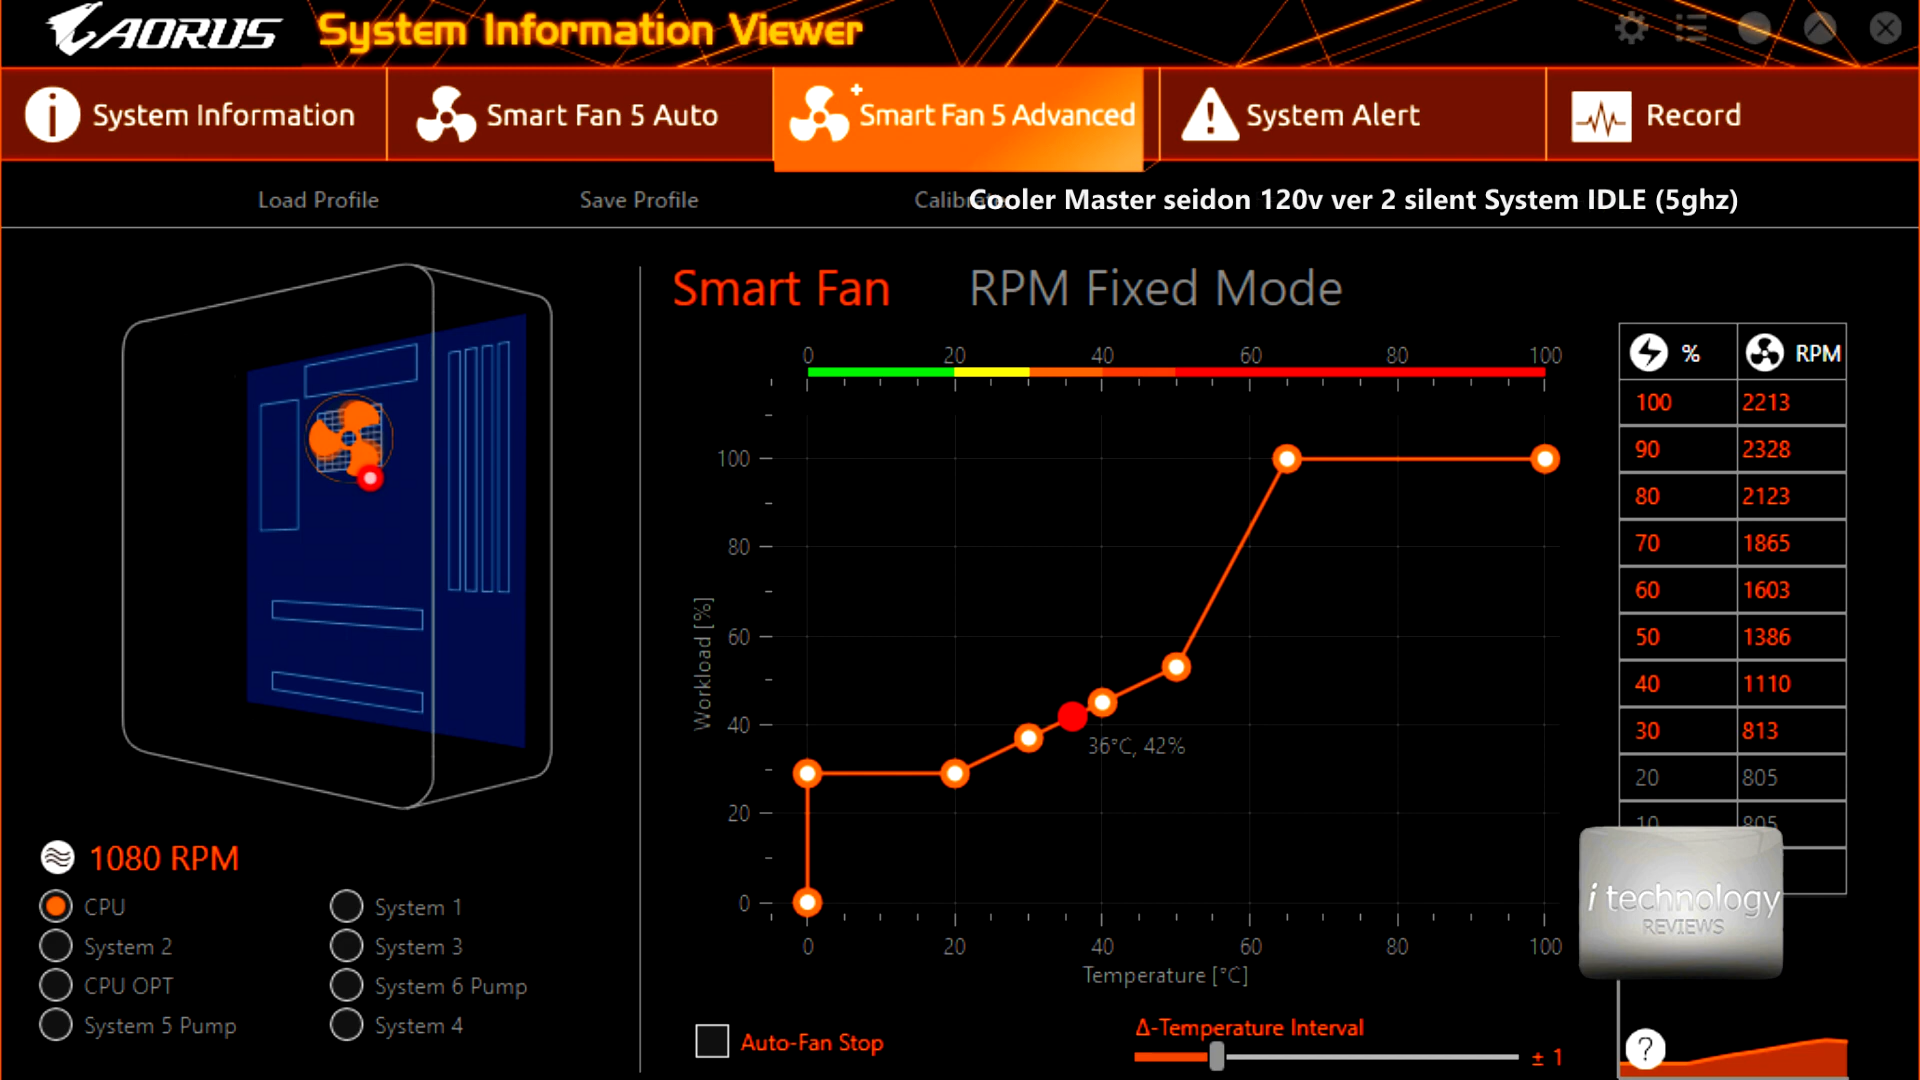 AORUS System Information Viewer
System Information
Smart Fan 5 Auto
Smart Fan 5 Advanced
System Alert
Record
Load Profile
Save Profile
Cooler Master seidon 120v ver 2 silent System IDLE (5ghz)
Smart Fan
RPM Fixed Mode
0 20 40 60 80 100
% RPM
100 2213
90 2328
80 2123
70 1865
60 1603
50 1386
40 1110
30 813
20 805
10 805
100
80
60
40
20
0
Workload [%]
36°C, 42%
0 20 40 60 80 100
Temperature [°C]
1080 RPM
CPU
System 1
System 2
System 3
CPU OPT
System 6 Pump
System 5 Pump
System 4
Auto-Fan Stop
Δ-Temperature Interval
± 1
i technology
REVIEWS
?